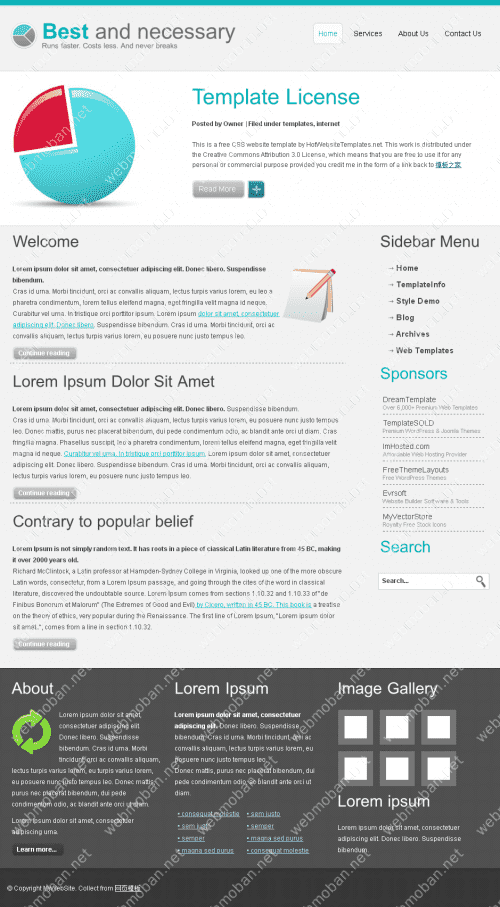 Best and necessary
Runs faster. Costs less. And never breaks
Home
Services
About Us
Contact Us
Template License
Posted by Owner | Filed under templates, internet
This is a free CSS website template by HotWebsiteTemplates.net. This work is distributed under
the Creative Commons Attribution 3.0 License, which means that you are free to use it for any
personal or commercial purpose provided you credit me in the form of a link back to 模板之家.
Read More
Welcome
Lorem ipsum dolor sit amet, consectetuer adipiscing elit. Donec libero. Suspendisse
bibendum.
Cras id urna. Morbi tincidunt, orci ac convallis aliquam, lectus turpis varius lorem, eu leo n
pharetra condimentum, lorem tellus eleifend magna, eget fringilla velit magna id neque.
Curabitur vel urna. In tristique orci porttitor ipsum. Lorem ipsum dolor sit amet, consectetuer
adipiscing elit. Donec libero. Suspendisse bibendum. Cras id urna. Morbi tincidunt, orci ac
convallis aliquam, lectus turpis varius lorem, eu posuere nunc justo tempus leo.
Continue reading
Lorem Ipsum Dolor Sit Amet
Lorem ipsum dolor sit amet, consectetuer adipiscing elit. Donec libero. Suspendisse bibendum.
Cras id urna. Morbi tincidunt, orci ac convallis aliquam, lectus turpis varius lorem, eu posuere nunc justo tempus
leo. Donec mattis, purus nec placerat bibendum, dui pede condimentum odio, ac blandit ante orci ut diam. Cras
fringilla magna. Phasellus suscipit, leo a pharetra condimentum, lorem tellus eleifend magna, eget fringilla velit
magna id neque. Curabitur vel urna. In tristique orci porttitor ipsum. Lorem ipsum dolor sit amet, consectetuer
adipiscing elit. Donec libero. Suspendisse bibendum. Cras id urna. Morbi tincidunt, orci ac convallis aliquam,
lectus turpis varius lorem, eu posuere nunc justo tempus leo.
Continue reading
Contrary to popular belief
Lorem Ipsum is not simply random text. It has roots in a piece of classical Latin literature from 45 BC, making
it over 2000 years old.
Richard McClintock, a Latin professor at Hampden-Sydney College in Virginia, looked up one of the more obscure
Latin words, consectetur, from a Lorem Ipsum passage, and going through the cites of the word in classical
literature, discovered the undoubtable source. Lorem Ipsum comes from sections 1.10.32 and 1.10.33 of "de
Finibus Bonorum et Malorum" (The Extremes of Good and Evil) by Cicero, written in 45 BC. This book is a treatise
on the theory of ethics, very popular during the Renaissance. The first line of Lorem Ipsum, "Lorem ipsum dolor
sit amet..", comes from a line in section 1.10.32.
Continue reading
Sidebar Menu
→ Home
→ TemplateInfo
→ Style Demo
→ Blog
→ Archives
→ Web Templates
Sponsors
DreamTemplate
Over 6,000+ Premium Web Templates
TemplateSOLD
Premium WordPress & Joomla Themes
ImHosted.com
Affordable Web Hosting Provider
FreeThemeLayouts
Free WordPress Themes
Evrsoft
Website Builder Software & Tools
MyVectorStore
Royalty Free Stock Icons
Search
Search...
About
Lorem ipsum dolor sit amet,
consectetuer adipiscing elit. Donec
libero. Suspendisse bibendum.
Cras id urna. Morbi
tincidunt, orci ac convallis aliquam,
lectus turpis varius lorem, eu posuere nunc justo
tempus leo. Donec mattis,
purus nec placerat bibendum, dui pede
condimentum odio, ac blandit ante orci ut diam.
Lorem ipsum dolor sit amet, consectetuer
adipiscing urna.
Learn more...
Lorem Ipsum
Lorem ipsum dolor sit amet, consectetuer
adipiscing elit. Donec libero. Suspendisse
bibendum. Cras id urna. Morbi tincidunt, orci ac
convallis aliquam, lectus turpis varius lorem, eu
posuere nunc justo tempus leo.
Donec mattis, purus nec placerat bibendum, dui
pede condimentum odio, ac blandit ante orci ut
diam.
• consequat molestie
• sem justo
• semper
• magna sed purus
• sem justo
• semper
• magna sed purus
• consequat molestie
Image Gallery
Lorem ipsum
Lorem ipsum dolor sit amet, consectetuer
adipiscing elit. Donec libero. Suspendisse
bibendum.
© Copyright MyWebSite. Collect from 网页模板
webmoban.net